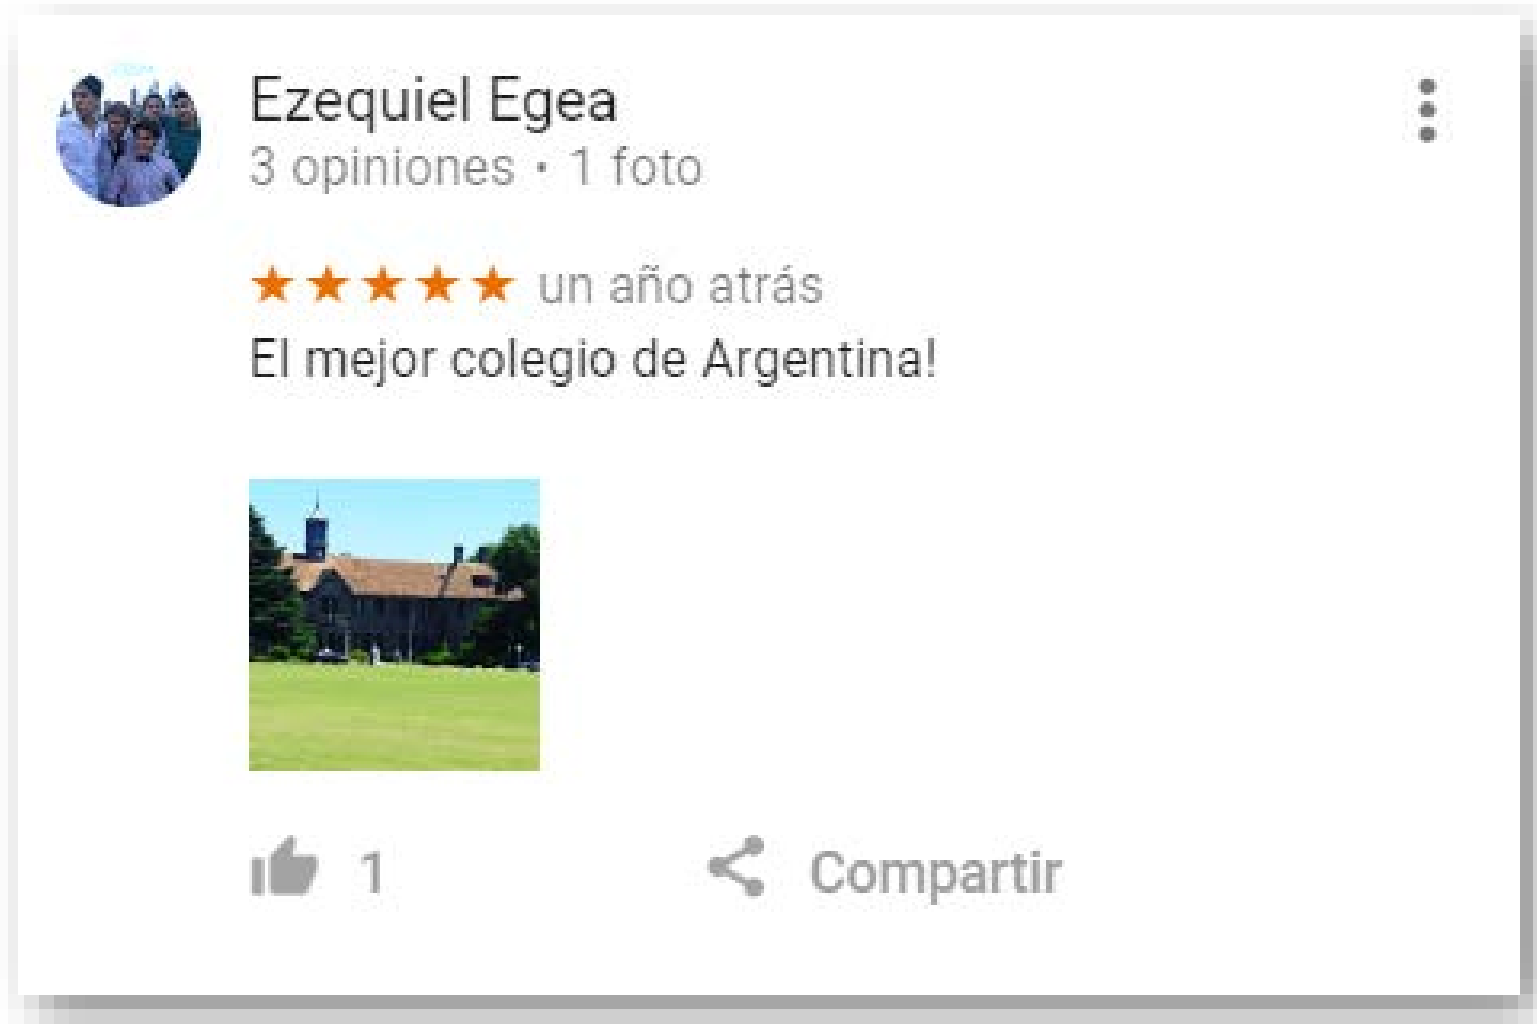 Ezequiel Egea
3 opiniones • 1 foto
un año atrás
El mejor colegio de Argentina!
1
Compartir